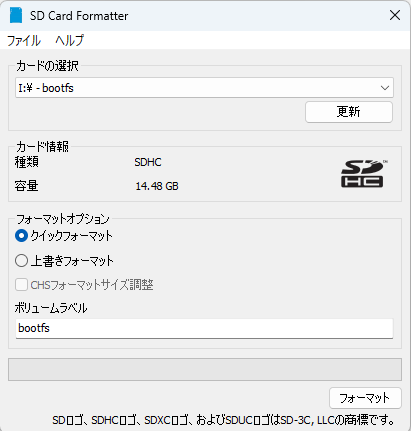 SD Card Formatter
ファイル ヘルプ
カードの選択
I:¥ - bootfs
更新
カード情報
種類 SDHC
容量 14.48 GB
SD HC
フォーマットオプション
クイックフォーマット
上書きフォーマット
CHSフォーマットサイズ調整
ボリュームラベル
bootfs
フォーマット
SDロゴ、SDHCロゴ、SDXCロゴ、およびSDUCロゴはSD-3C, LLCの商標です。